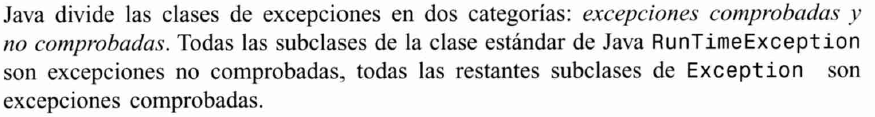 Java divide las clases de excepciones en dos categorías: excepciones comprobadas y
no comprobadas. Todas las subclases de la clase estándar de Java RunTimeException
son excepciones no comprobadas, todas las restantes subclases de Exception son
excepciones comprobadas.